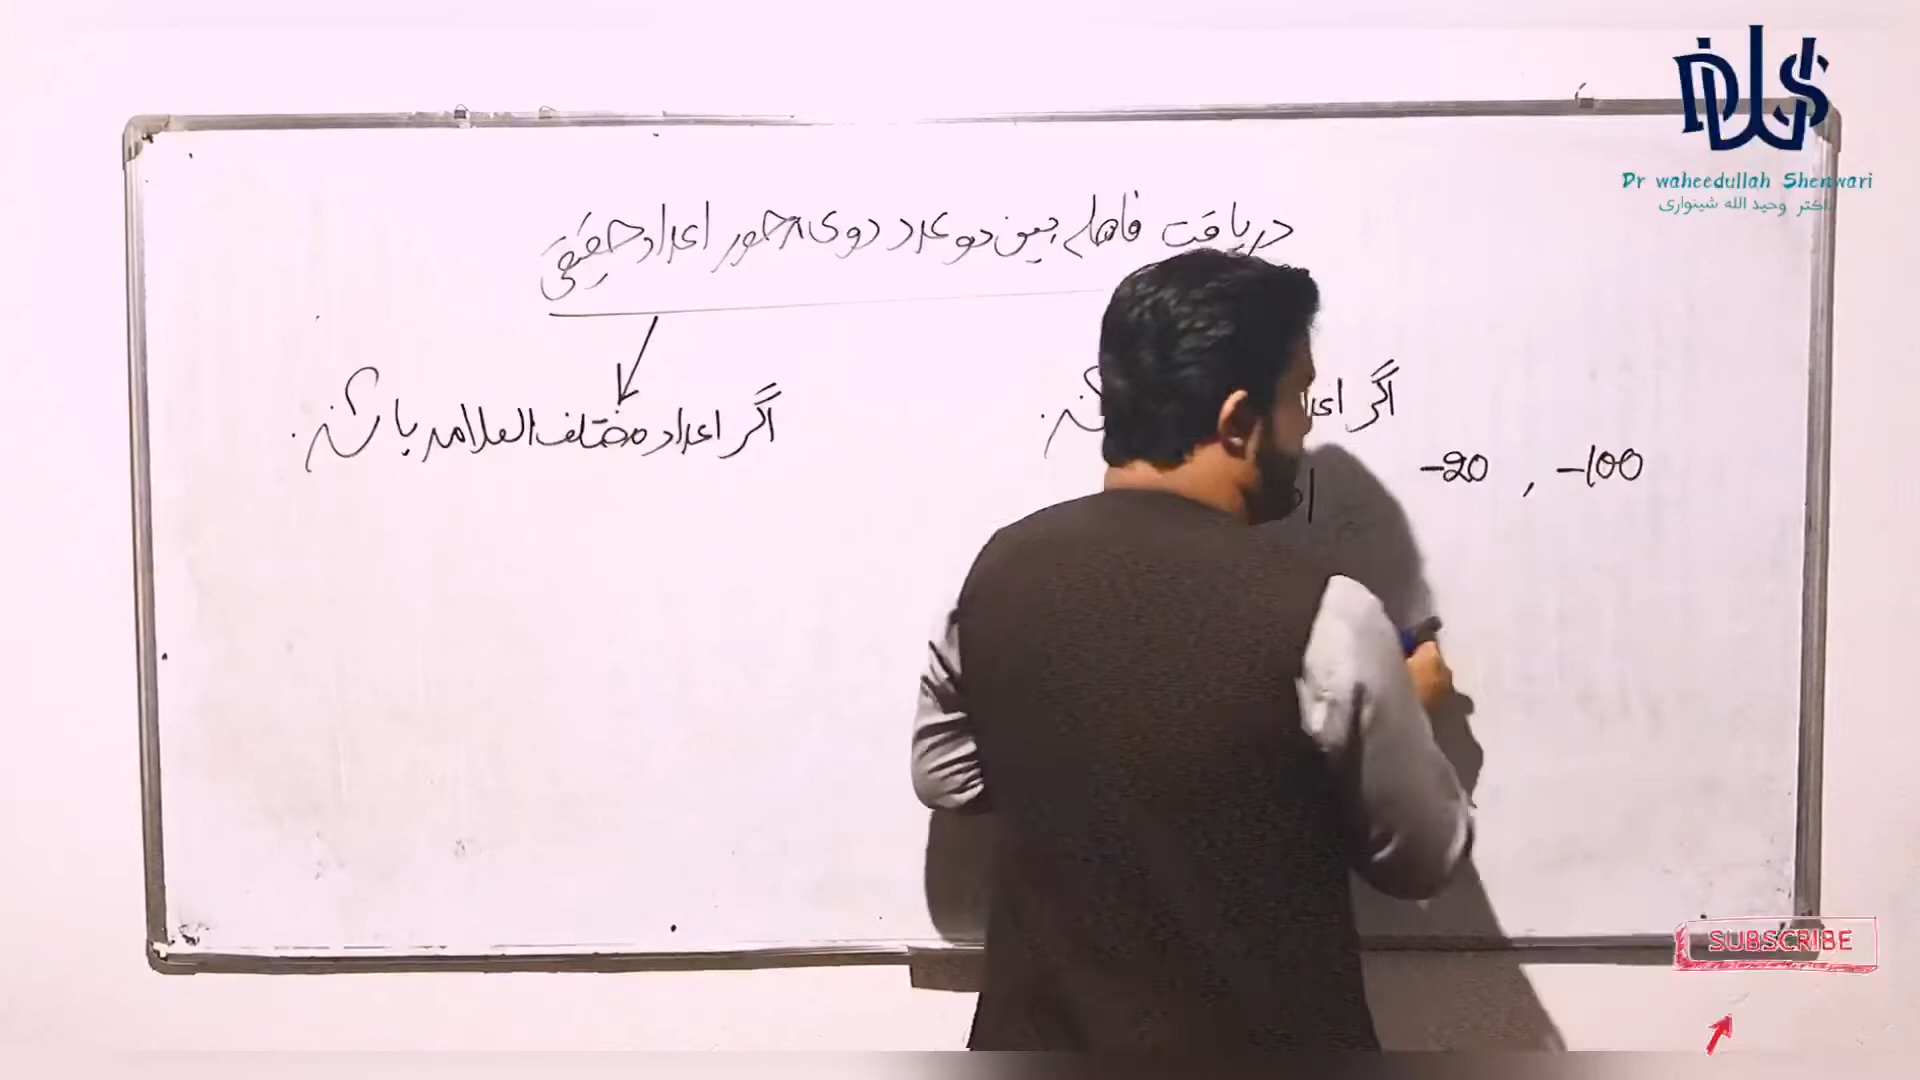 Dr waheedullah Shenwari
داکتر وحید الله شینواری
دریافت فاصله بین دو عدد در روی محور اعداد حقیقی
اگر
اگر اعداد مختلف العلامه باشند.
-20 , -100
SUBSCRIBE